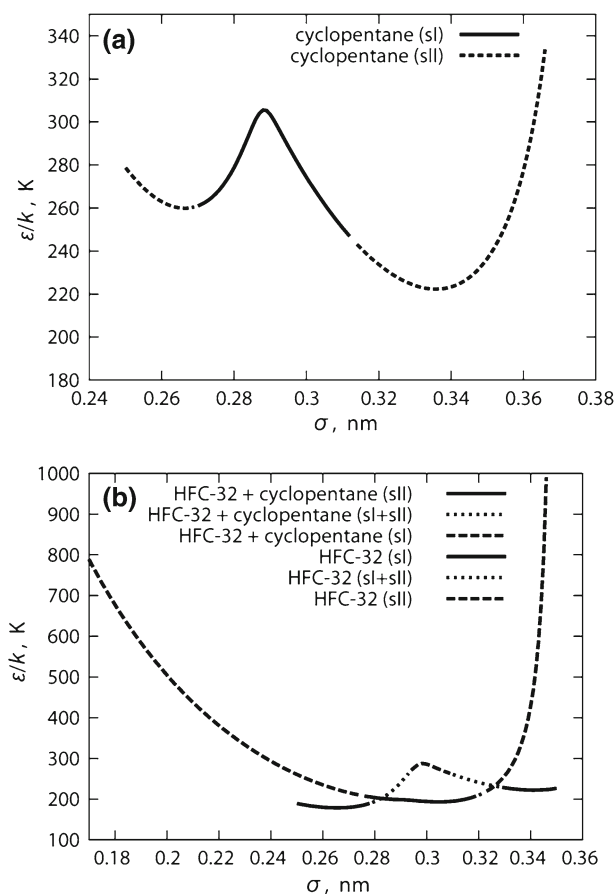 (a)
cyclopentane (sI)
cyclopentane (sII)
340
320
300
280
260
240
220
200
180
ε/k, K
0.24 0.26 0.28 0.3 0.32 0.34 0.36 0.38
σ, nm
(b)
HFC-32 + cyclopentane (sII)
HFC-32 + cyclopentane (sI+sII)
HFC-32 + cyclopentane (sI)
HFC-32 (sI)
HFC-32 (sI+sII)
HFC-32 (sII)
1000
900
800
700
600
500
400
300
200
100
ε/k, K
0.18 0.2 0.22 0.24 0.26 0.28 0.3 0.32 0.34 0.36
σ, nm